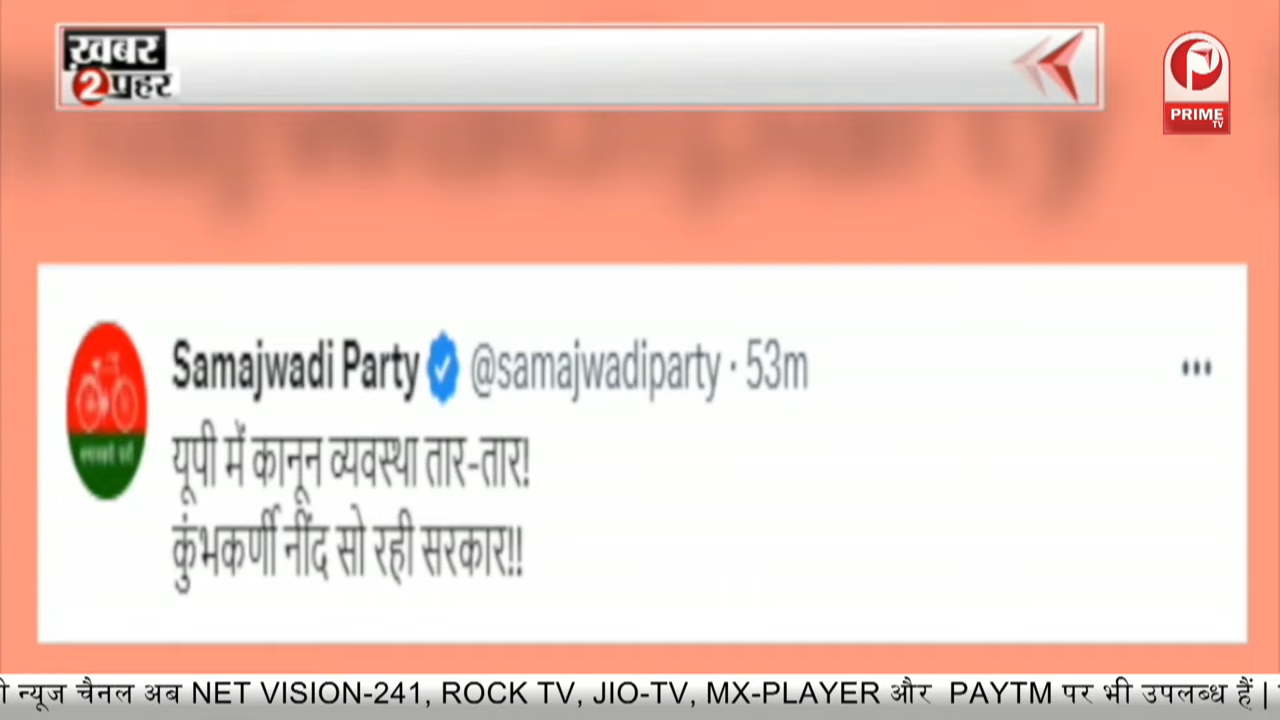 ख़बर
2 प्रहर
PRIME
TV
Samajwadi Party @samajwadiparty · 53m
यूपी में कानून व्यवस्था तार-तार!
कुंभकर्णी नींद सो रही सरकार!!
न्यूज चैनल अब NET VISION-241, ROCK TV, JIO-TV, MX-PLAYER और PAYTM पर भी उपलब्ध हैं |